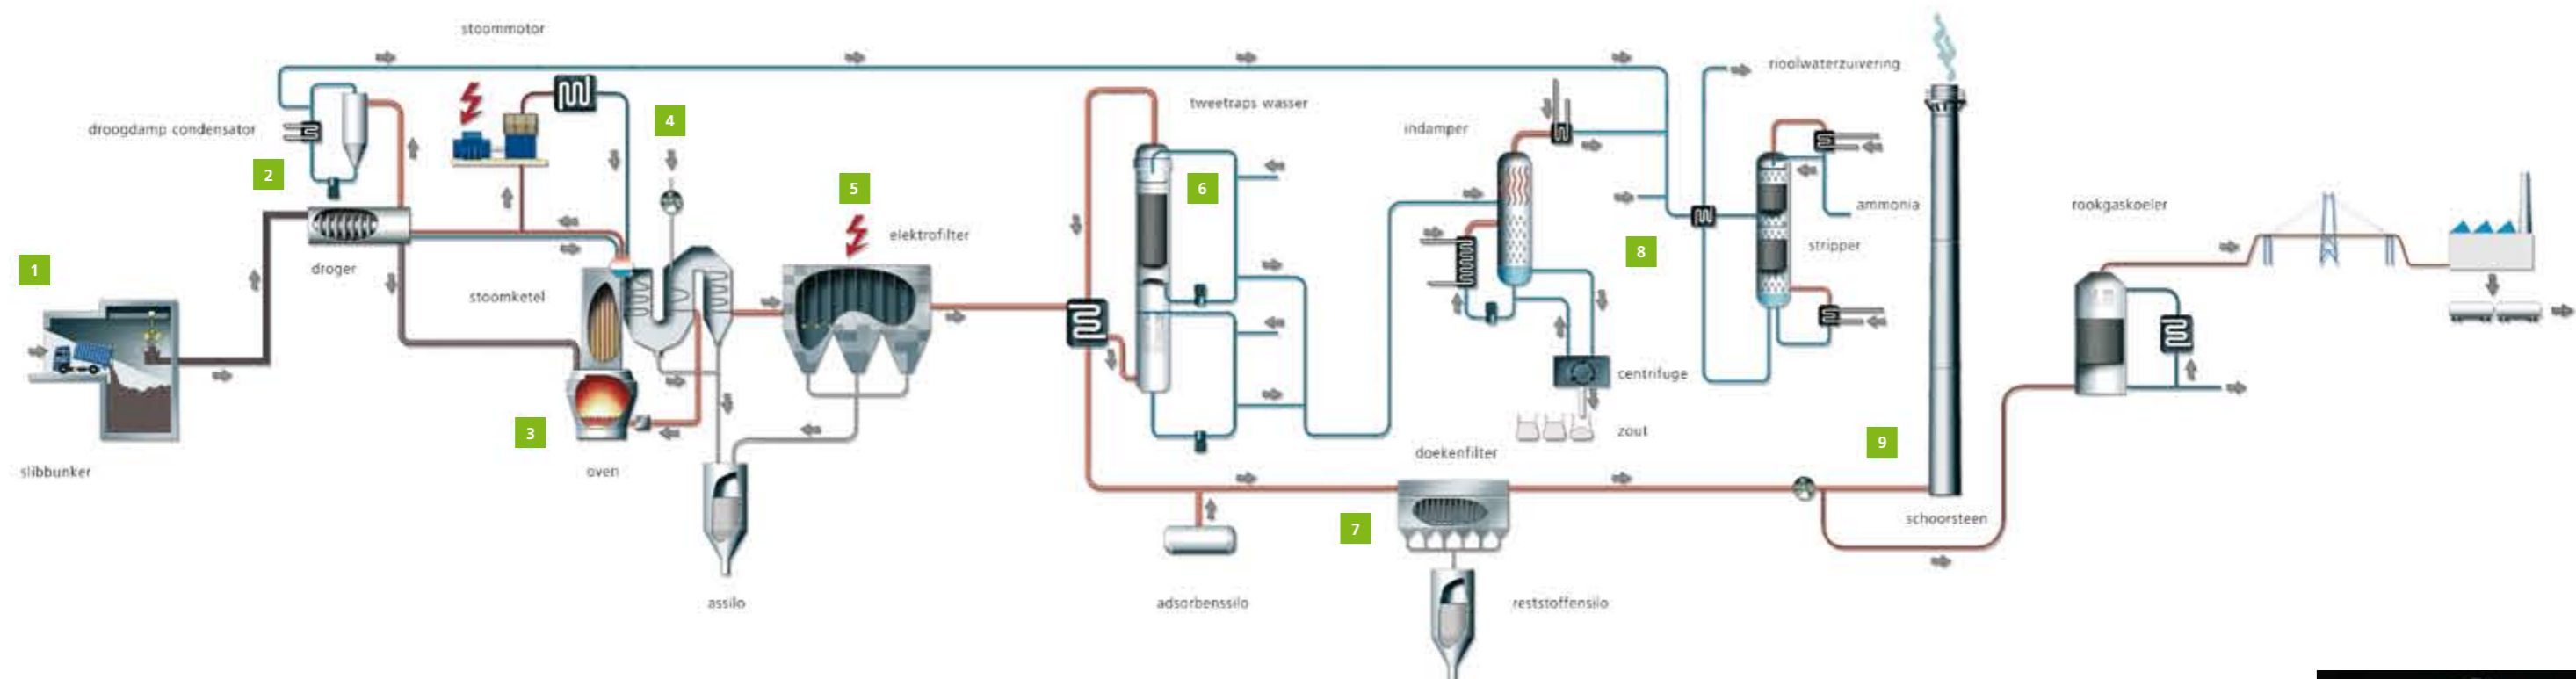 stoommotor
rioolwaterzuivering
tweetraps wasser
4
droogdamp condensator
indamper
2
5
6
ammonia
rookgaskoeler
elektrofilter
stripper
8
1
droger
stoomketel
centrifuge
3
zout
9
slibbunker
oven
doekenfilter
7
schoorsteen
assilo
adsorbenssilo
reststoffensilo